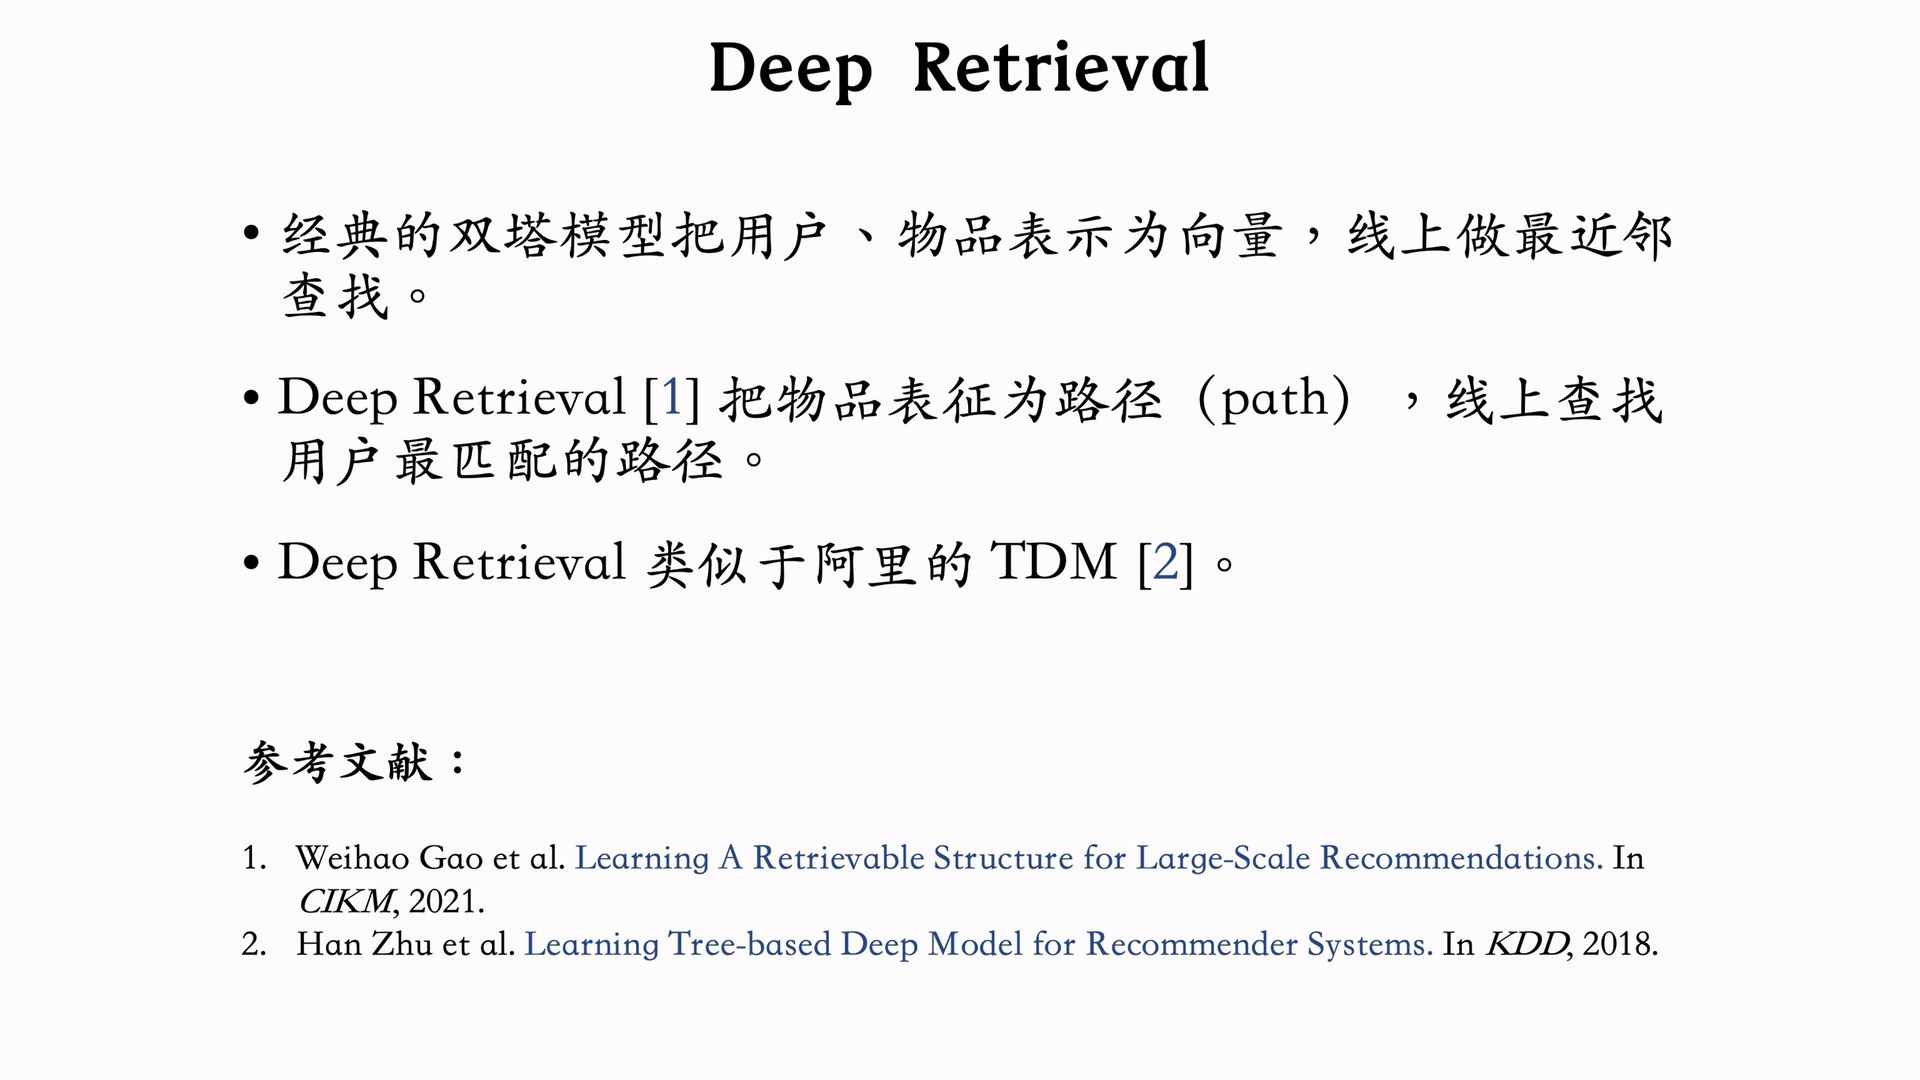 Deep Retrieval
• 经典的双塔模型把用户、物品表示为向量，线上做最近邻
查找。
• Deep Retrieval [1] 把物品表征为路径（path），线上查找
用户最匹配的路径。
• Deep Retrieval 类似于阿里的 TDM [2]。
参考文献：
1. Weihao Gao et al. Learning A Retrievable Structure for Large-Scale Recommendations. In
CIKM, 2021.
2. Han Zhu et al. Learning Tree-based Deep Model for Recommender Systems. In KDD, 2018.